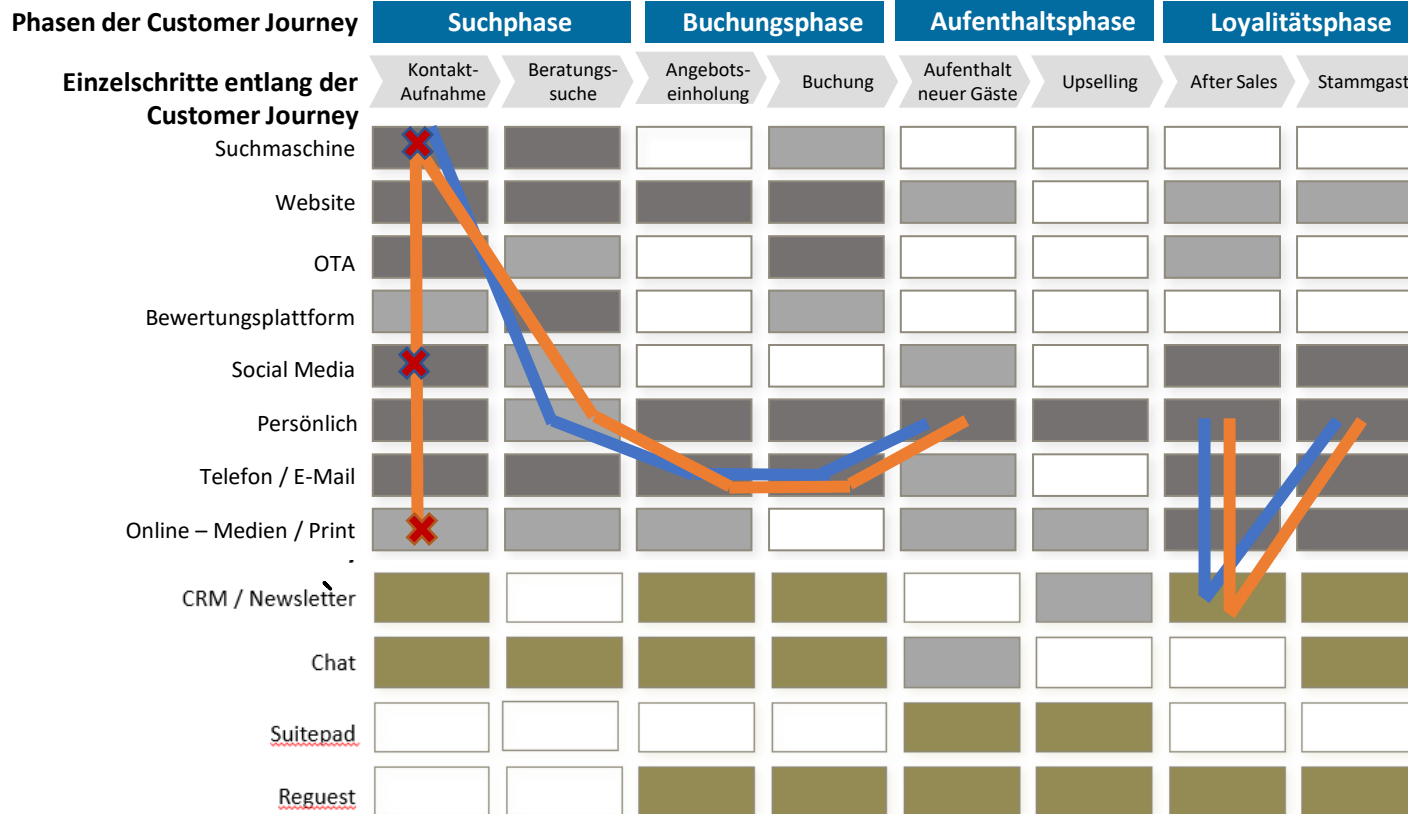 Phasen der Customer Journey
Suchphase
Buchungsphase
Aufenthaltsphase
Loyalitätsphase
Einzelschritte entlang der
Customer Journey
Kontakt-
Aufnahme
Beratungs-
suche
Angebots-
einholung
Buchung
Aufenthalt
neuer Gäste
Upselling
After Sales
Stammgast
Suchmaschine
Website
OTA
Bewertungsplattform
Social Media
Persönlich
Telefon / E-Mail
Online – Medien / Print
CRM / Newsletter
Chat
Suitepad
Reguest